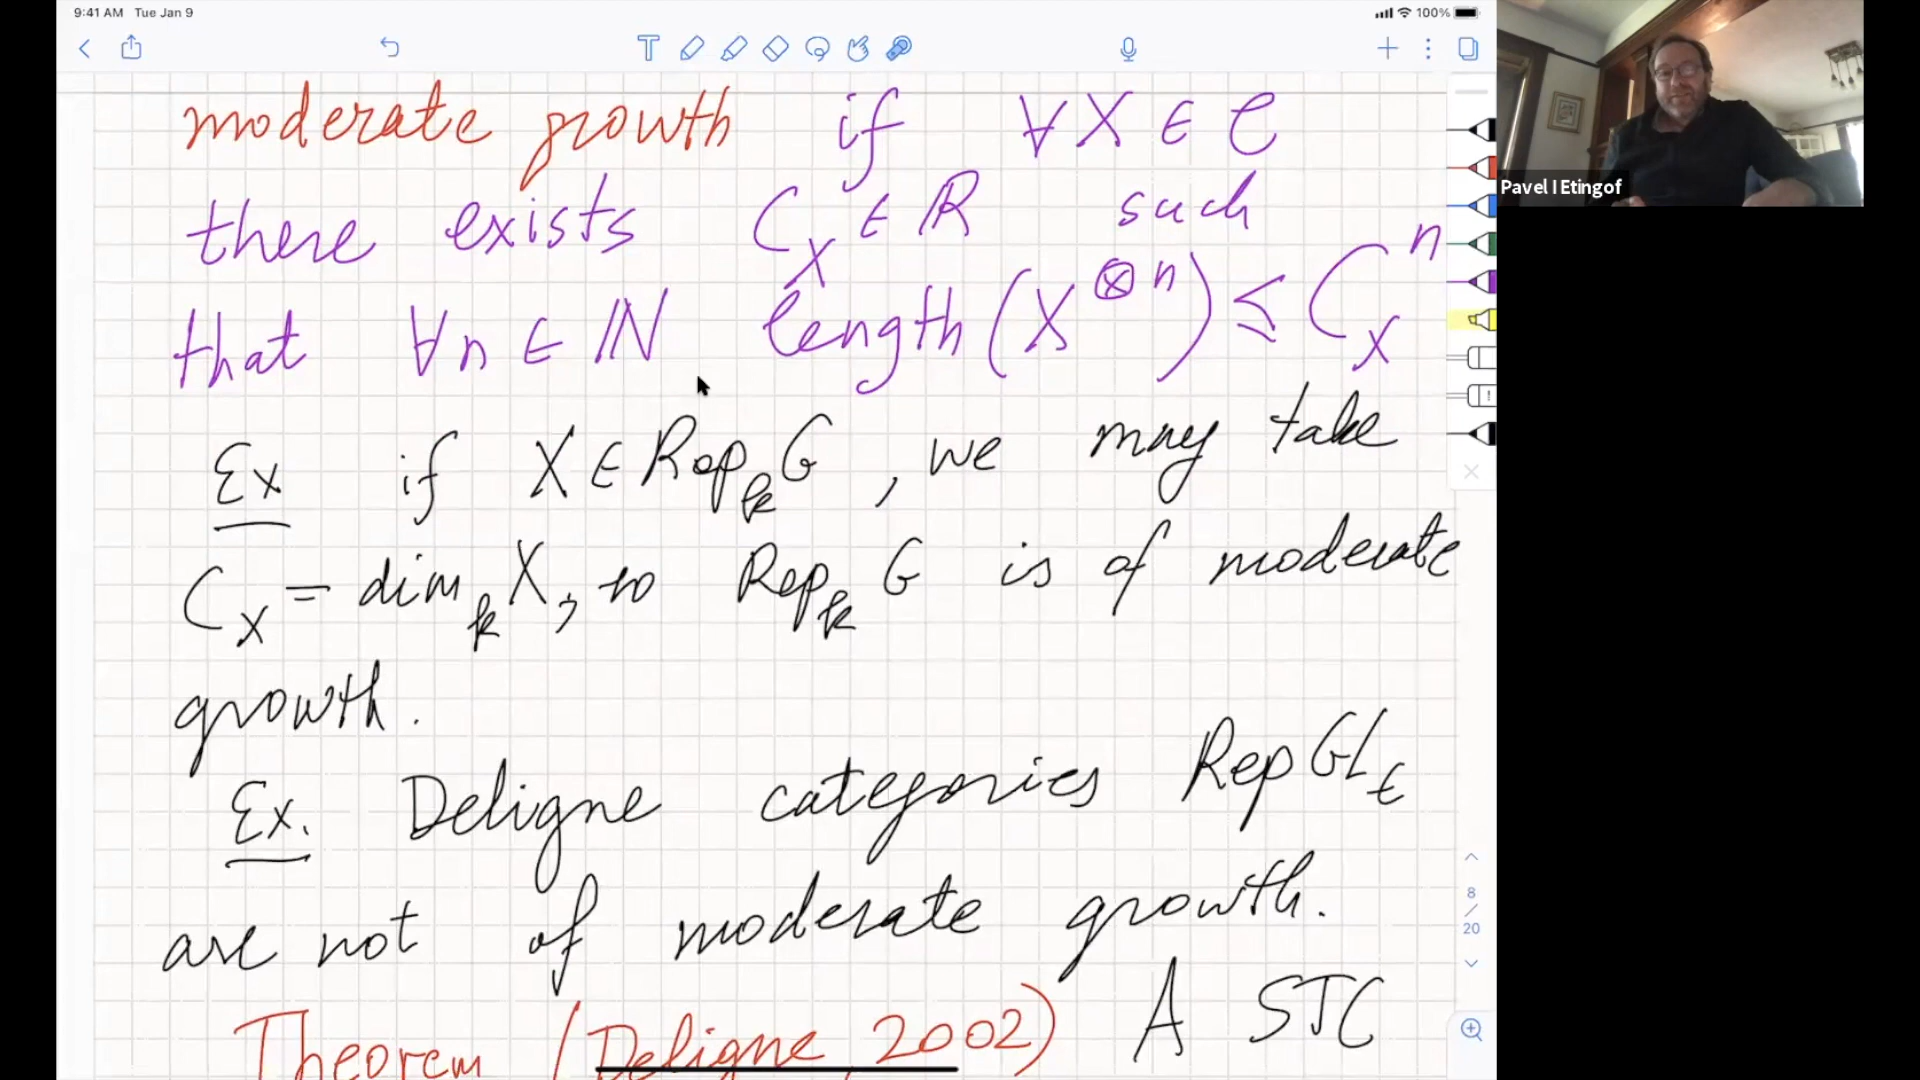 9:41 AM Tue Jan 9
100%
moderate growth if ∀X ∈ C
there exists C_X ∈ ℝ such
that ∀n ∈ ℕ length(X^{⊗n}) ≤ C_X^n
Ex if X ∈ Rep_k G, we may take
C_X = dim_k X, so Rep_k G is of moderate
growth.
Ex. Deligne categories Rep GL_t
are not of moderate growth.
Theorem (Deligne, 2002) A STC
8
/
20
Pavel I Etingof